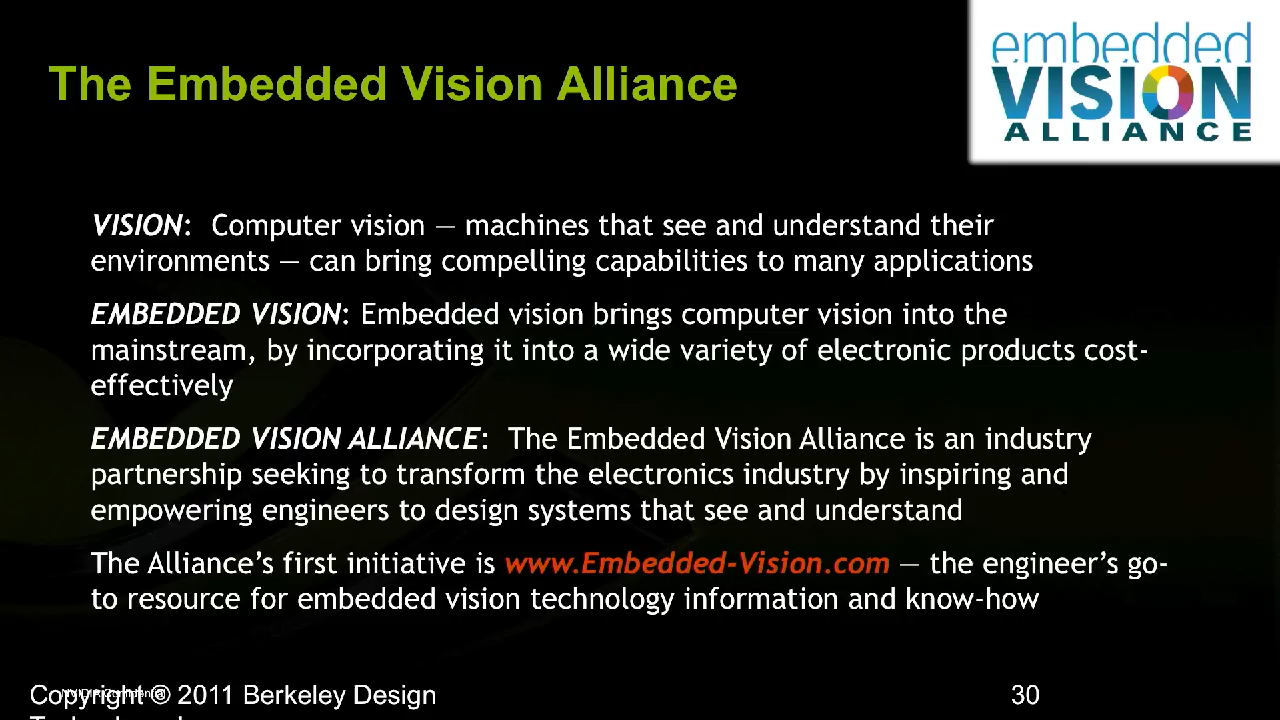 The Embedded Vision Alliance
embedded
VISION
ALLIANCE
VISION:  Computer vision — machines that see and understand their
environments — can bring compelling capabilities to many applications
EMBEDDED VISION: Embedded vision brings computer vision into the
mainstream, by incorporating it into a wide variety of electronic products cost-
effectively
EMBEDDED VISION ALLIANCE:  The Embedded Vision Alliance is an industry
partnership seeking to transform the electronics industry by inspiring and
empowering engineers to design systems that see and understand
The Alliance’s first initiative is www.Embedded-Vision.com — the engineer’s go-
to resource for embedded vision technology information and know-how
Copyright © 2011 Berkeley Design
30